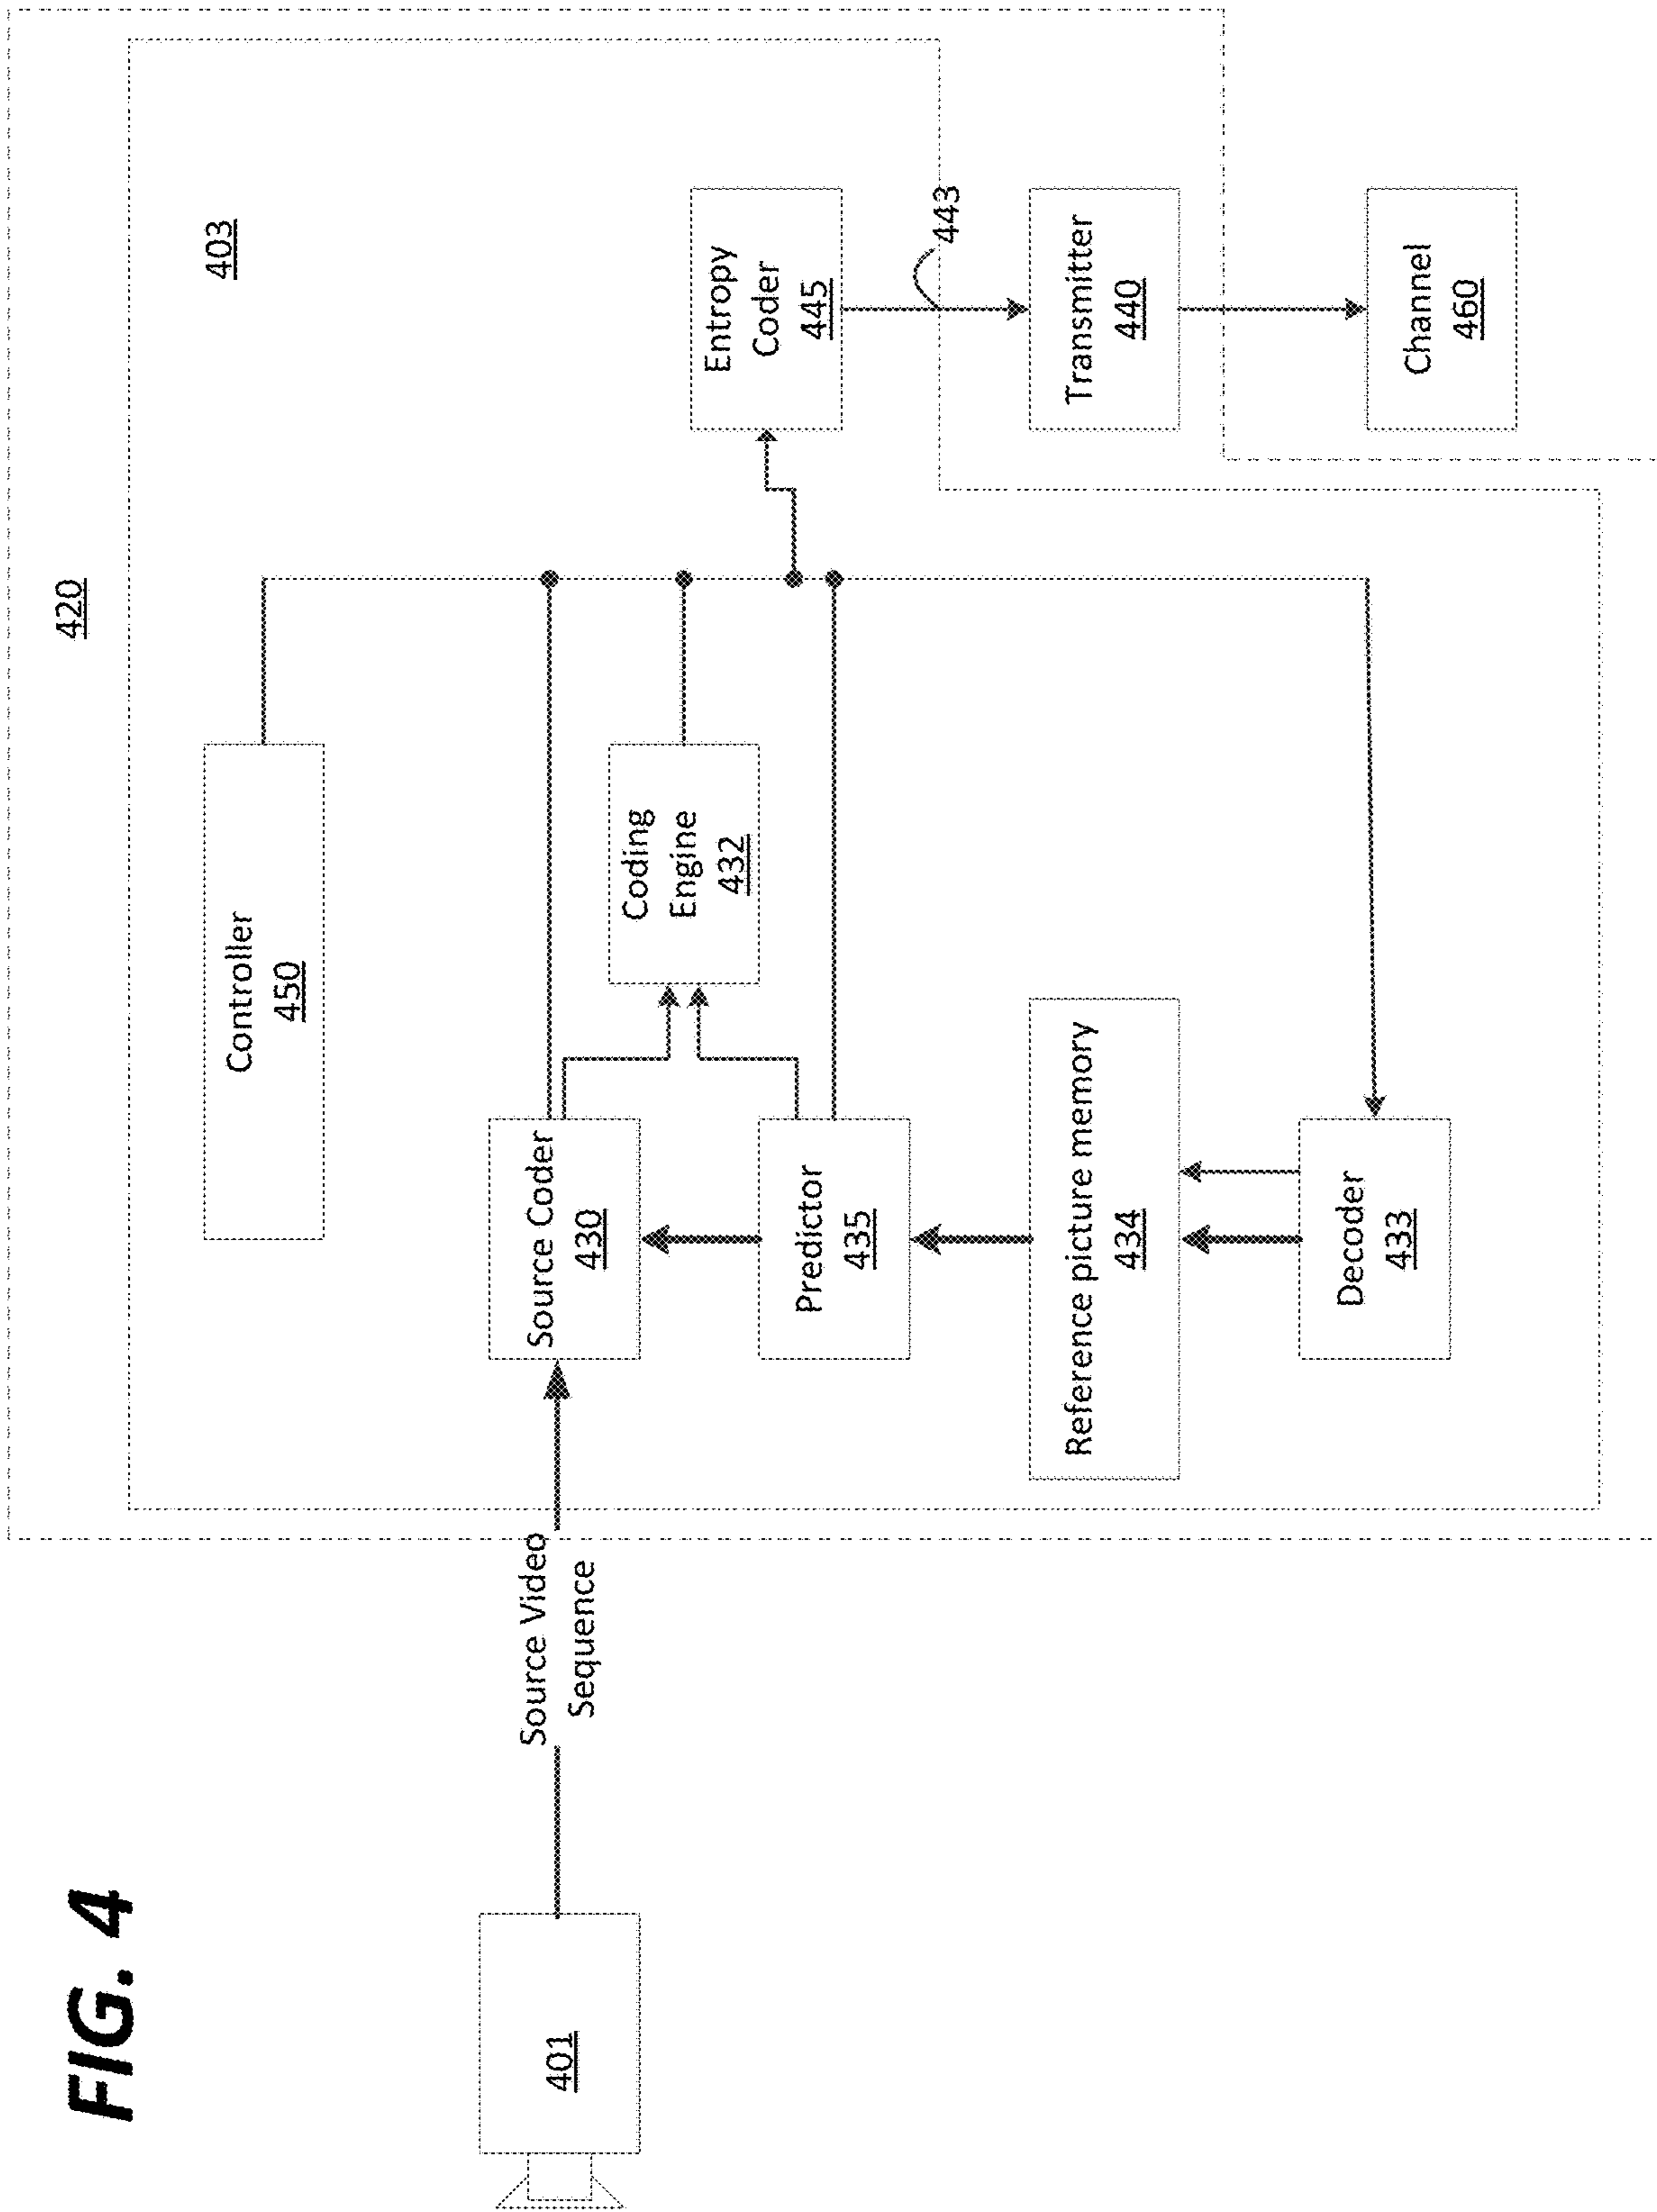 FIG. 4
420
403
Controller
450
401
Source Video
Sequence
Source Coder
430
Coding
Engine
432
Entropy
Coder
445
Predictor
435
443
Reference picture memory
434
Transmitter
440
Decoder
433
Channel
460